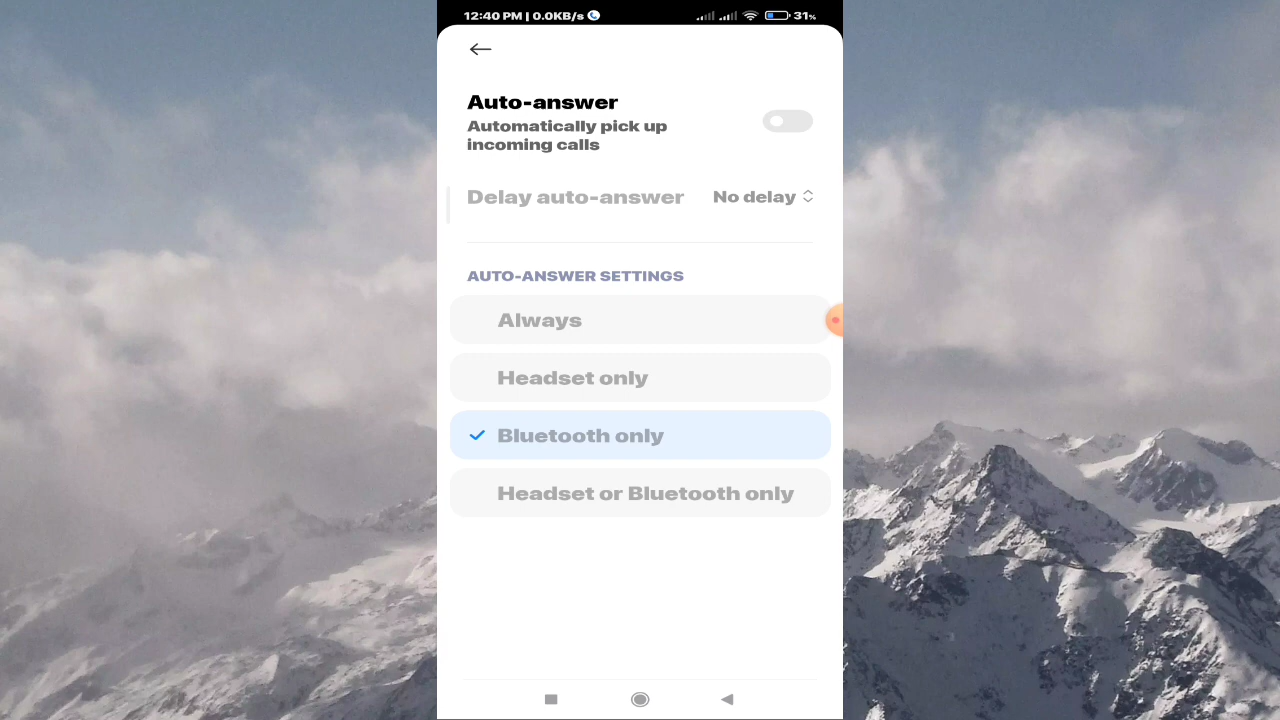 12:40 PM | 0.0KB/s 31%
Auto-answer
Automatically pick up
incoming calls
Delay auto-answer No delay
AUTO-ANSWER SETTINGS
Always
Headset only
Bluetooth only
Headset or Bluetooth only